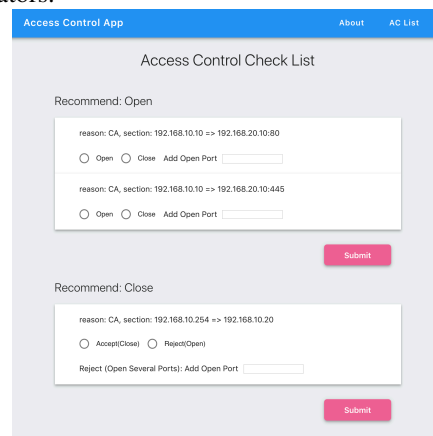 ators.
Access Control App About AC List
Access Control Check List
Recommend: Open
reason: CA, section: 192.168.10.10 => 192.168.20.10:80
Open Close Add Open Port
reason: CA, section: 192.168.10.10 => 192.168.20.10:445
Open Close Add Open Port
Submit
Recommend: Close
reason: CA, section: 192.168.10.254 => 192.168.10.20
Accept(Close) Reject(Open)
Reject (Open Several Ports): Add Open Port
Submit